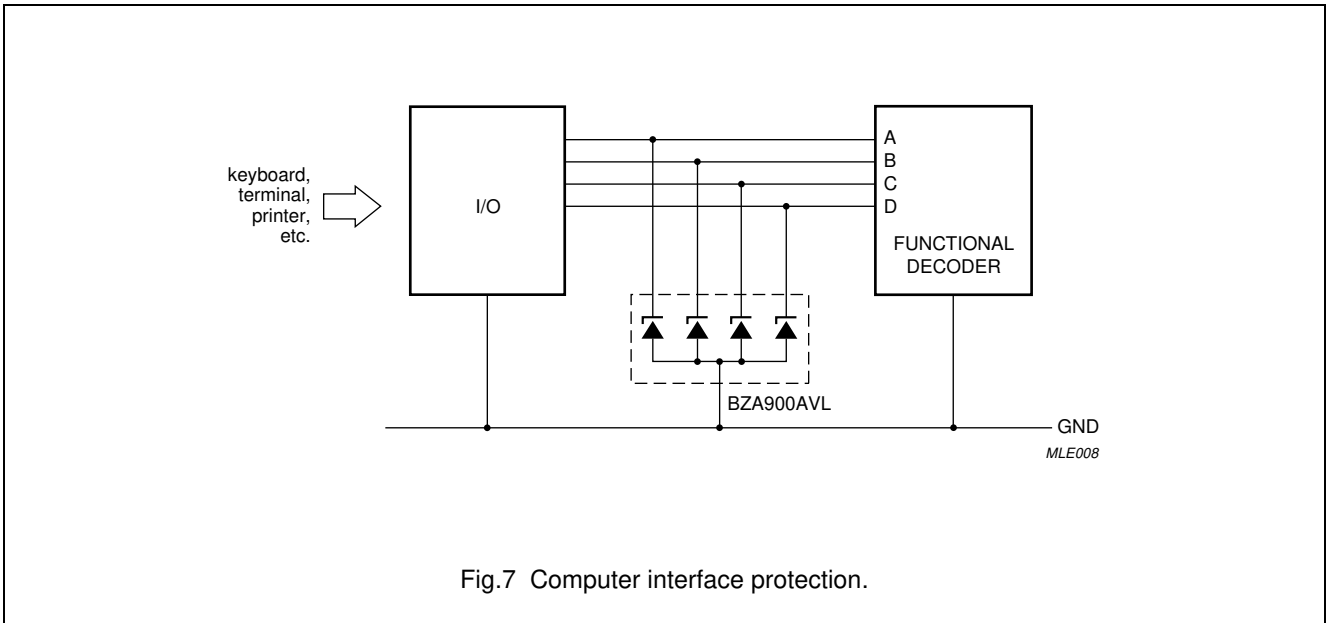 keyboard,
terminal,
printer,
etc.
I/O
A
B
C
D
FUNCTIONAL
DECODER
BZA900AVL
GND
MLE008
Fig.7 Computer interface protection.